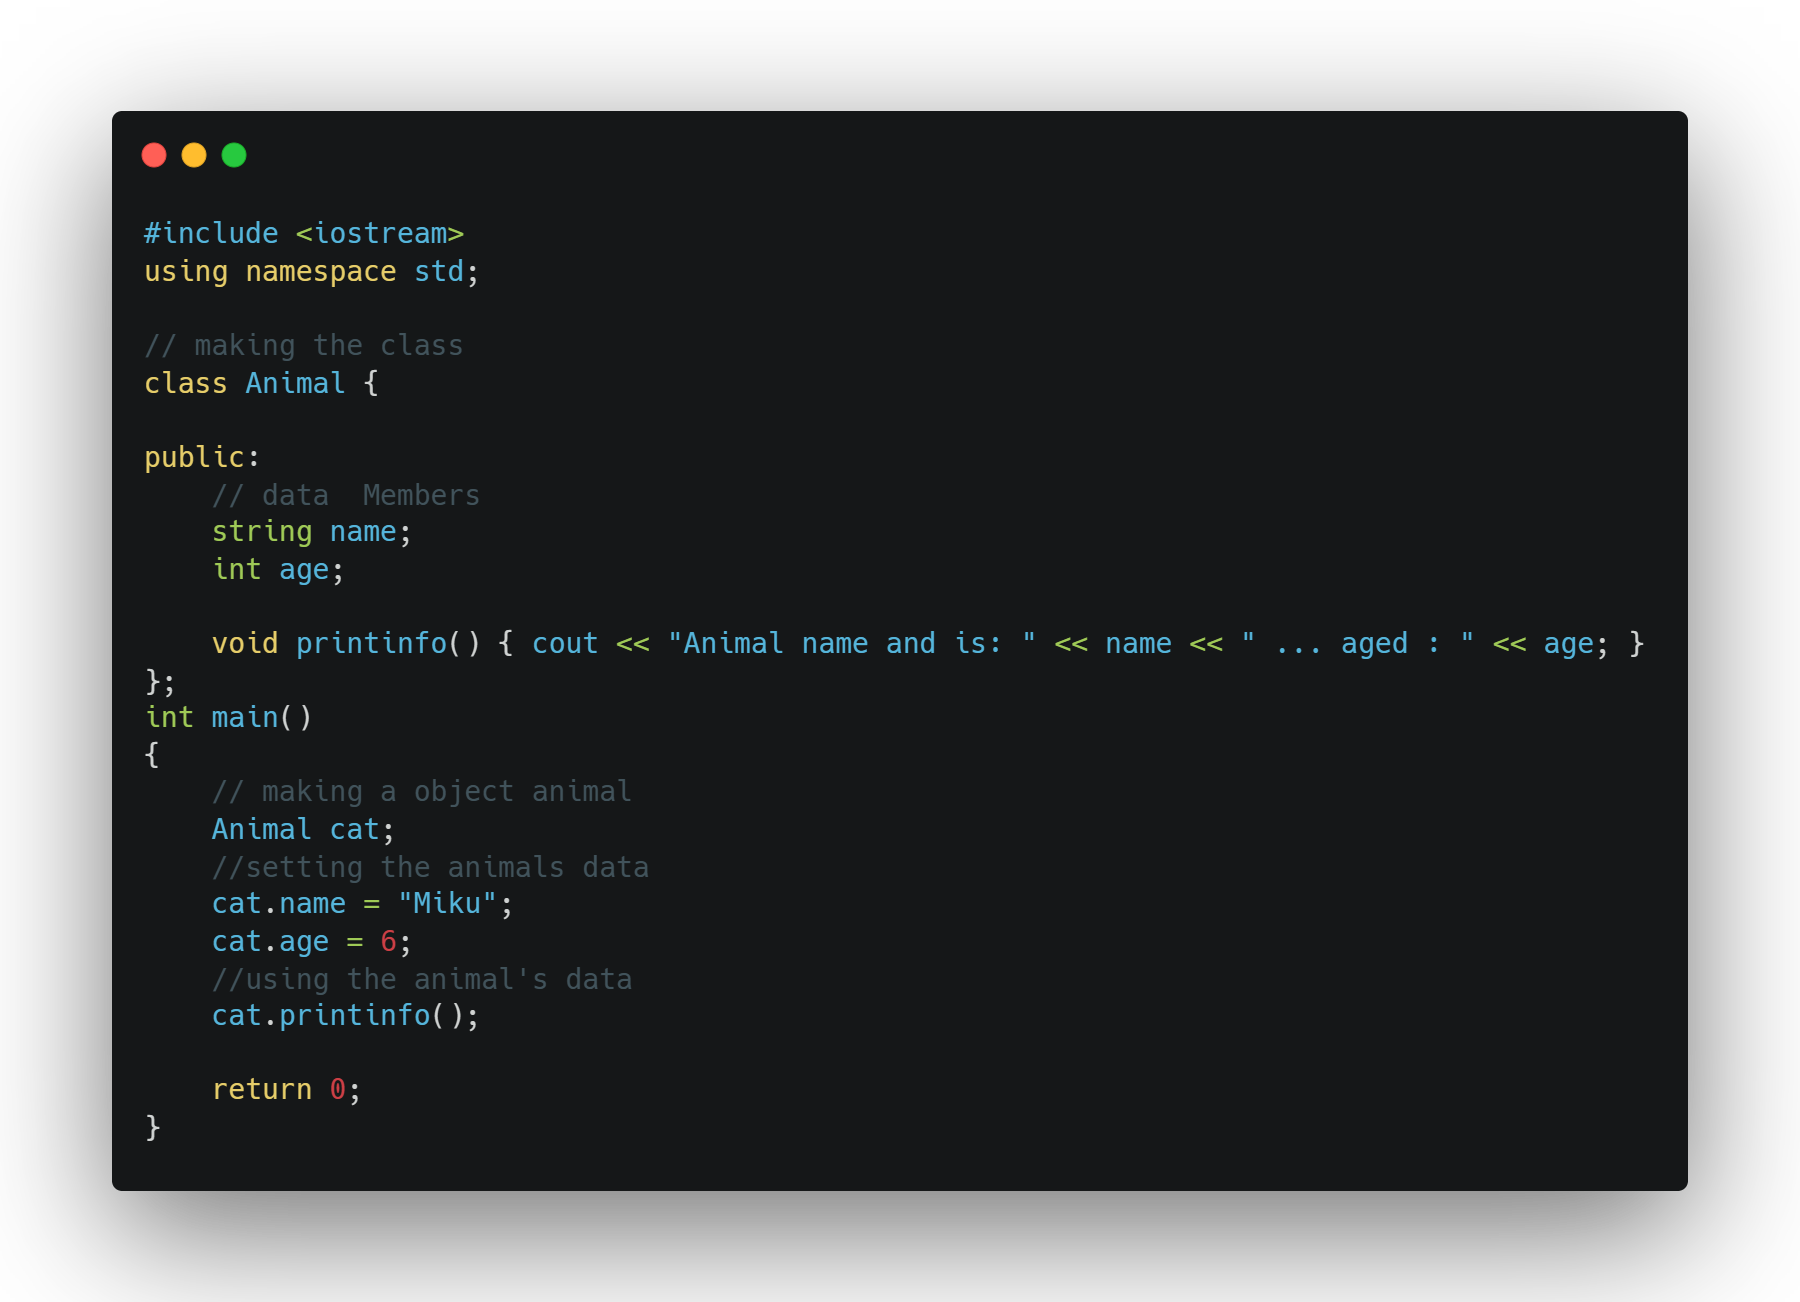 #include <iostream>
using namespace std;
// making the class
class Animal {
public:
// data  Members
string name;
int age;
void printinfo() { cout << "Animal name and is: " << name << " ... aged : " << age; }
};
int main()
{
// making a object animal
Animal cat;
//setting the animals data
cat.name = "Miku";
cat.age = 6;
//using the animal's data
cat.printinfo();
return 0;
}